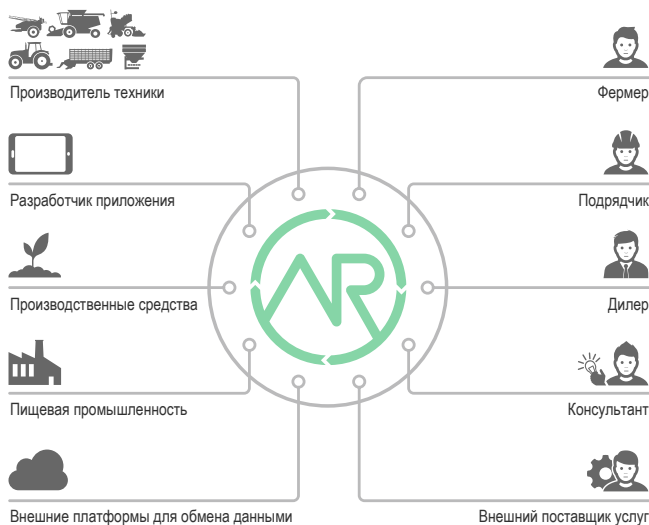 Производитель техники
Фермер
Разработчик приложения
Подрядчик
AR
Производственные средства
Дилер
Пищевая промышленность
Консультант
Внешние платформы для обмена данными
Внешний поставщик услуг